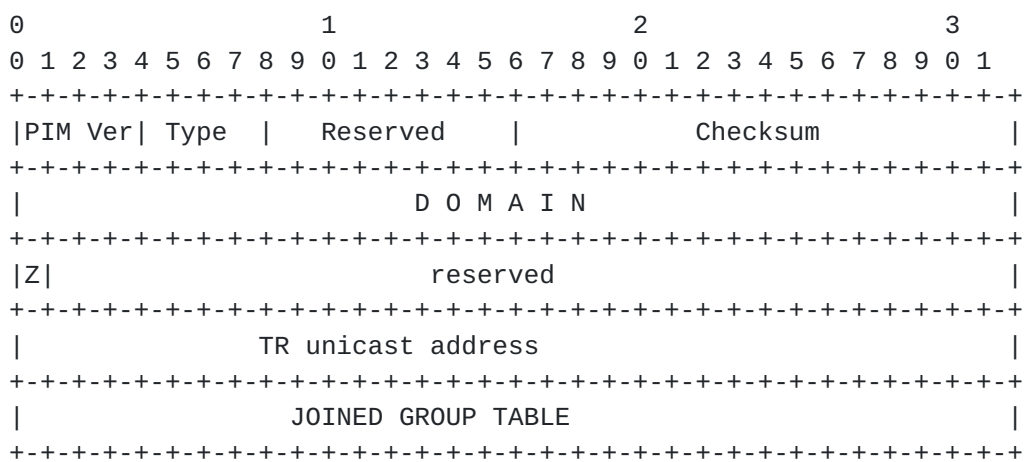 0                   1                   2                   3
0 1 2 3 4 5 6 7 8 9 0 1 2 3 4 5 6 7 8 9 0 1 2 3 4 5 6 7 8 9 0 1
+-+-+-+-+-+-+-+-+-+-+-+-+-+-+-+-+-+-+-+-+-+-+-+-+-+-+-+-+-+-+-+-+
|PIM Ver| Type  |   Reserved    |           Checksum            |
+-+-+-+-+-+-+-+-+-+-+-+-+-+-+-+-+-+-+-+-+-+-+-+-+-+-+-+-+-+-+-+-+
|                         D O M A I N                           |
+-+-+-+-+-+-+-+-+-+-+-+-+-+-+-+-+-+-+-+-+-+-+-+-+-+-+-+-+-+-+-+-+
|Z|                        reserved                             |
+-+-+-+-+-+-+-+-+-+-+-+-+-+-+-+-+-+-+-+-+-+-+-+-+-+-+-+-+-+-+-+-+
|               TR unicast address                              |
+-+-+-+-+-+-+-+-+-+-+-+-+-+-+-+-+-+-+-+-+-+-+-+-+-+-+-+-+-+-+-+-+
|                 JOINED GROUP TABLE                            |
+-+-+-+-+-+-+-+-+-+-+-+-+-+-+-+-+-+-+-+-+-+-+-+-+-+-+-+-+-+-+-+-+